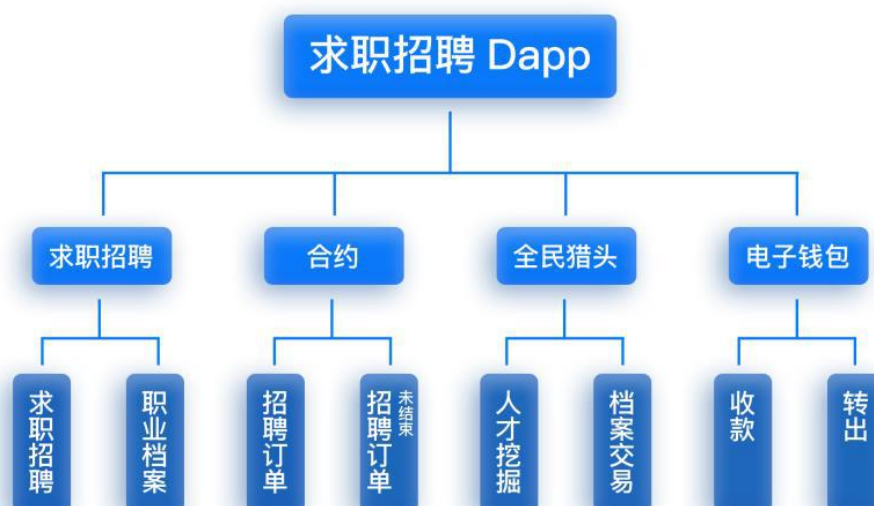 求职招聘 Dapp
求职招聘
合约
全民猎头
电子钱包
求职招聘
职业档案
招聘订单
招聘订单
未结束
人才挖掘
档案交易
收款
转出